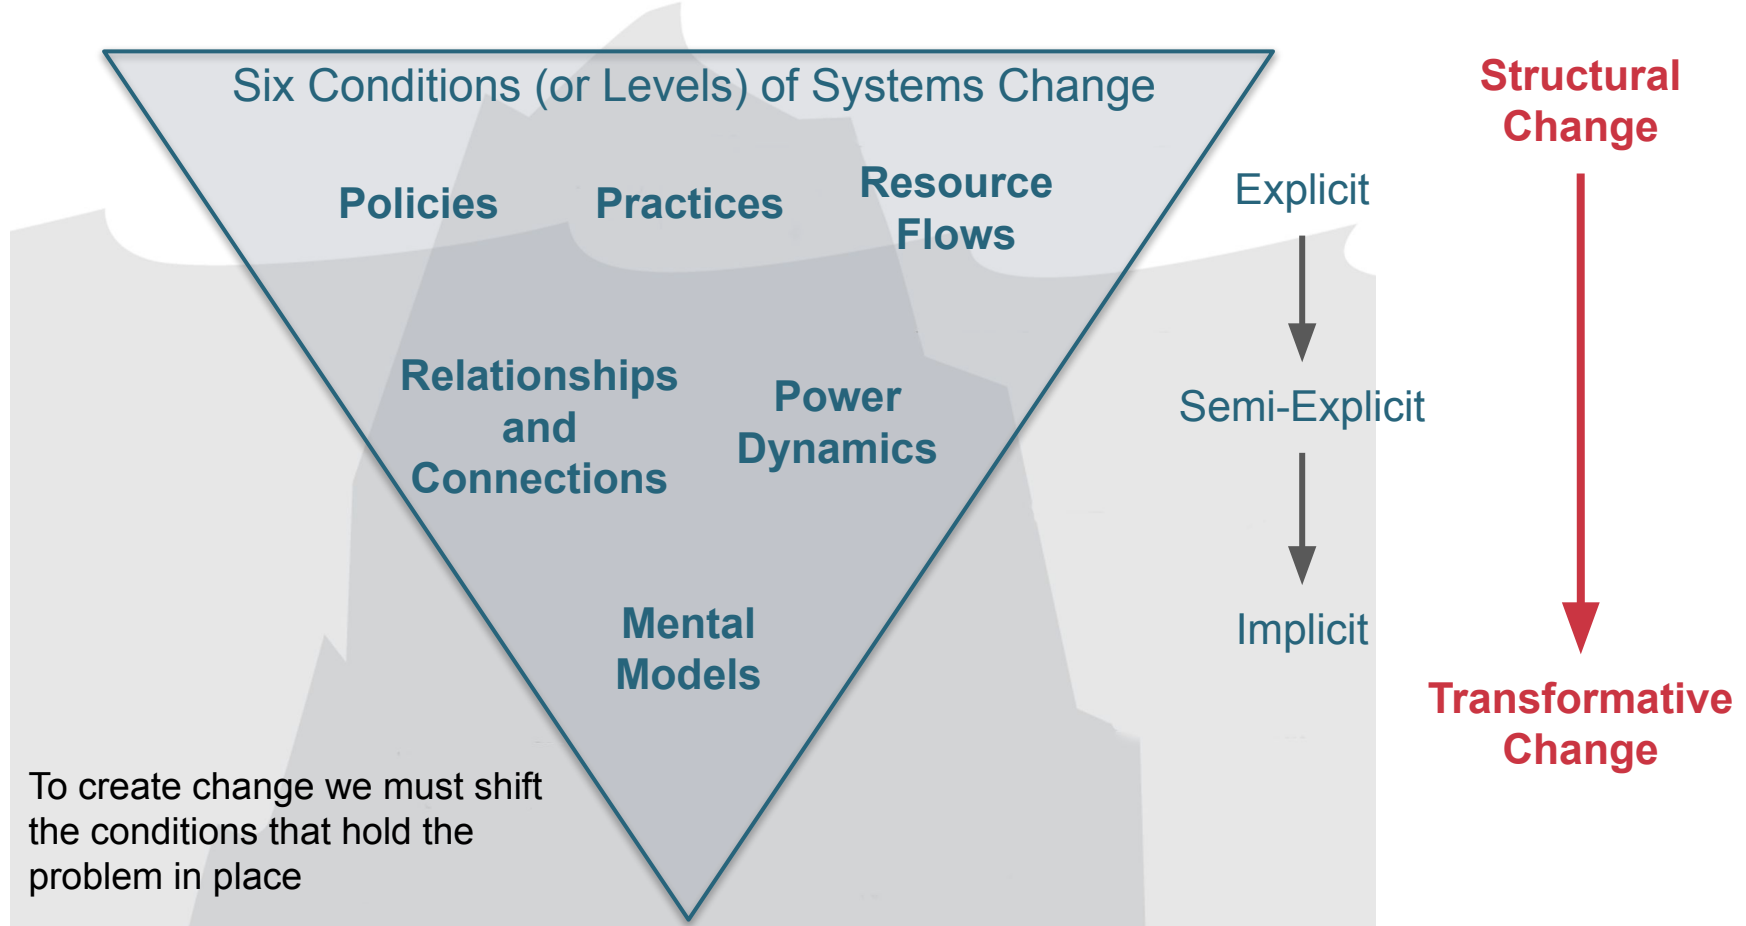 Six Conditions (or Levels) of Systems Change
Structural
Change
Policies
Practices
Resource
Flows
Explicit
Relationships
and
Connections
Power
Dynamics
Semi-Explicit
Mental
Models
Implicit
Transformative
Change
To create change we must shift
the conditions that hold the
problem in place